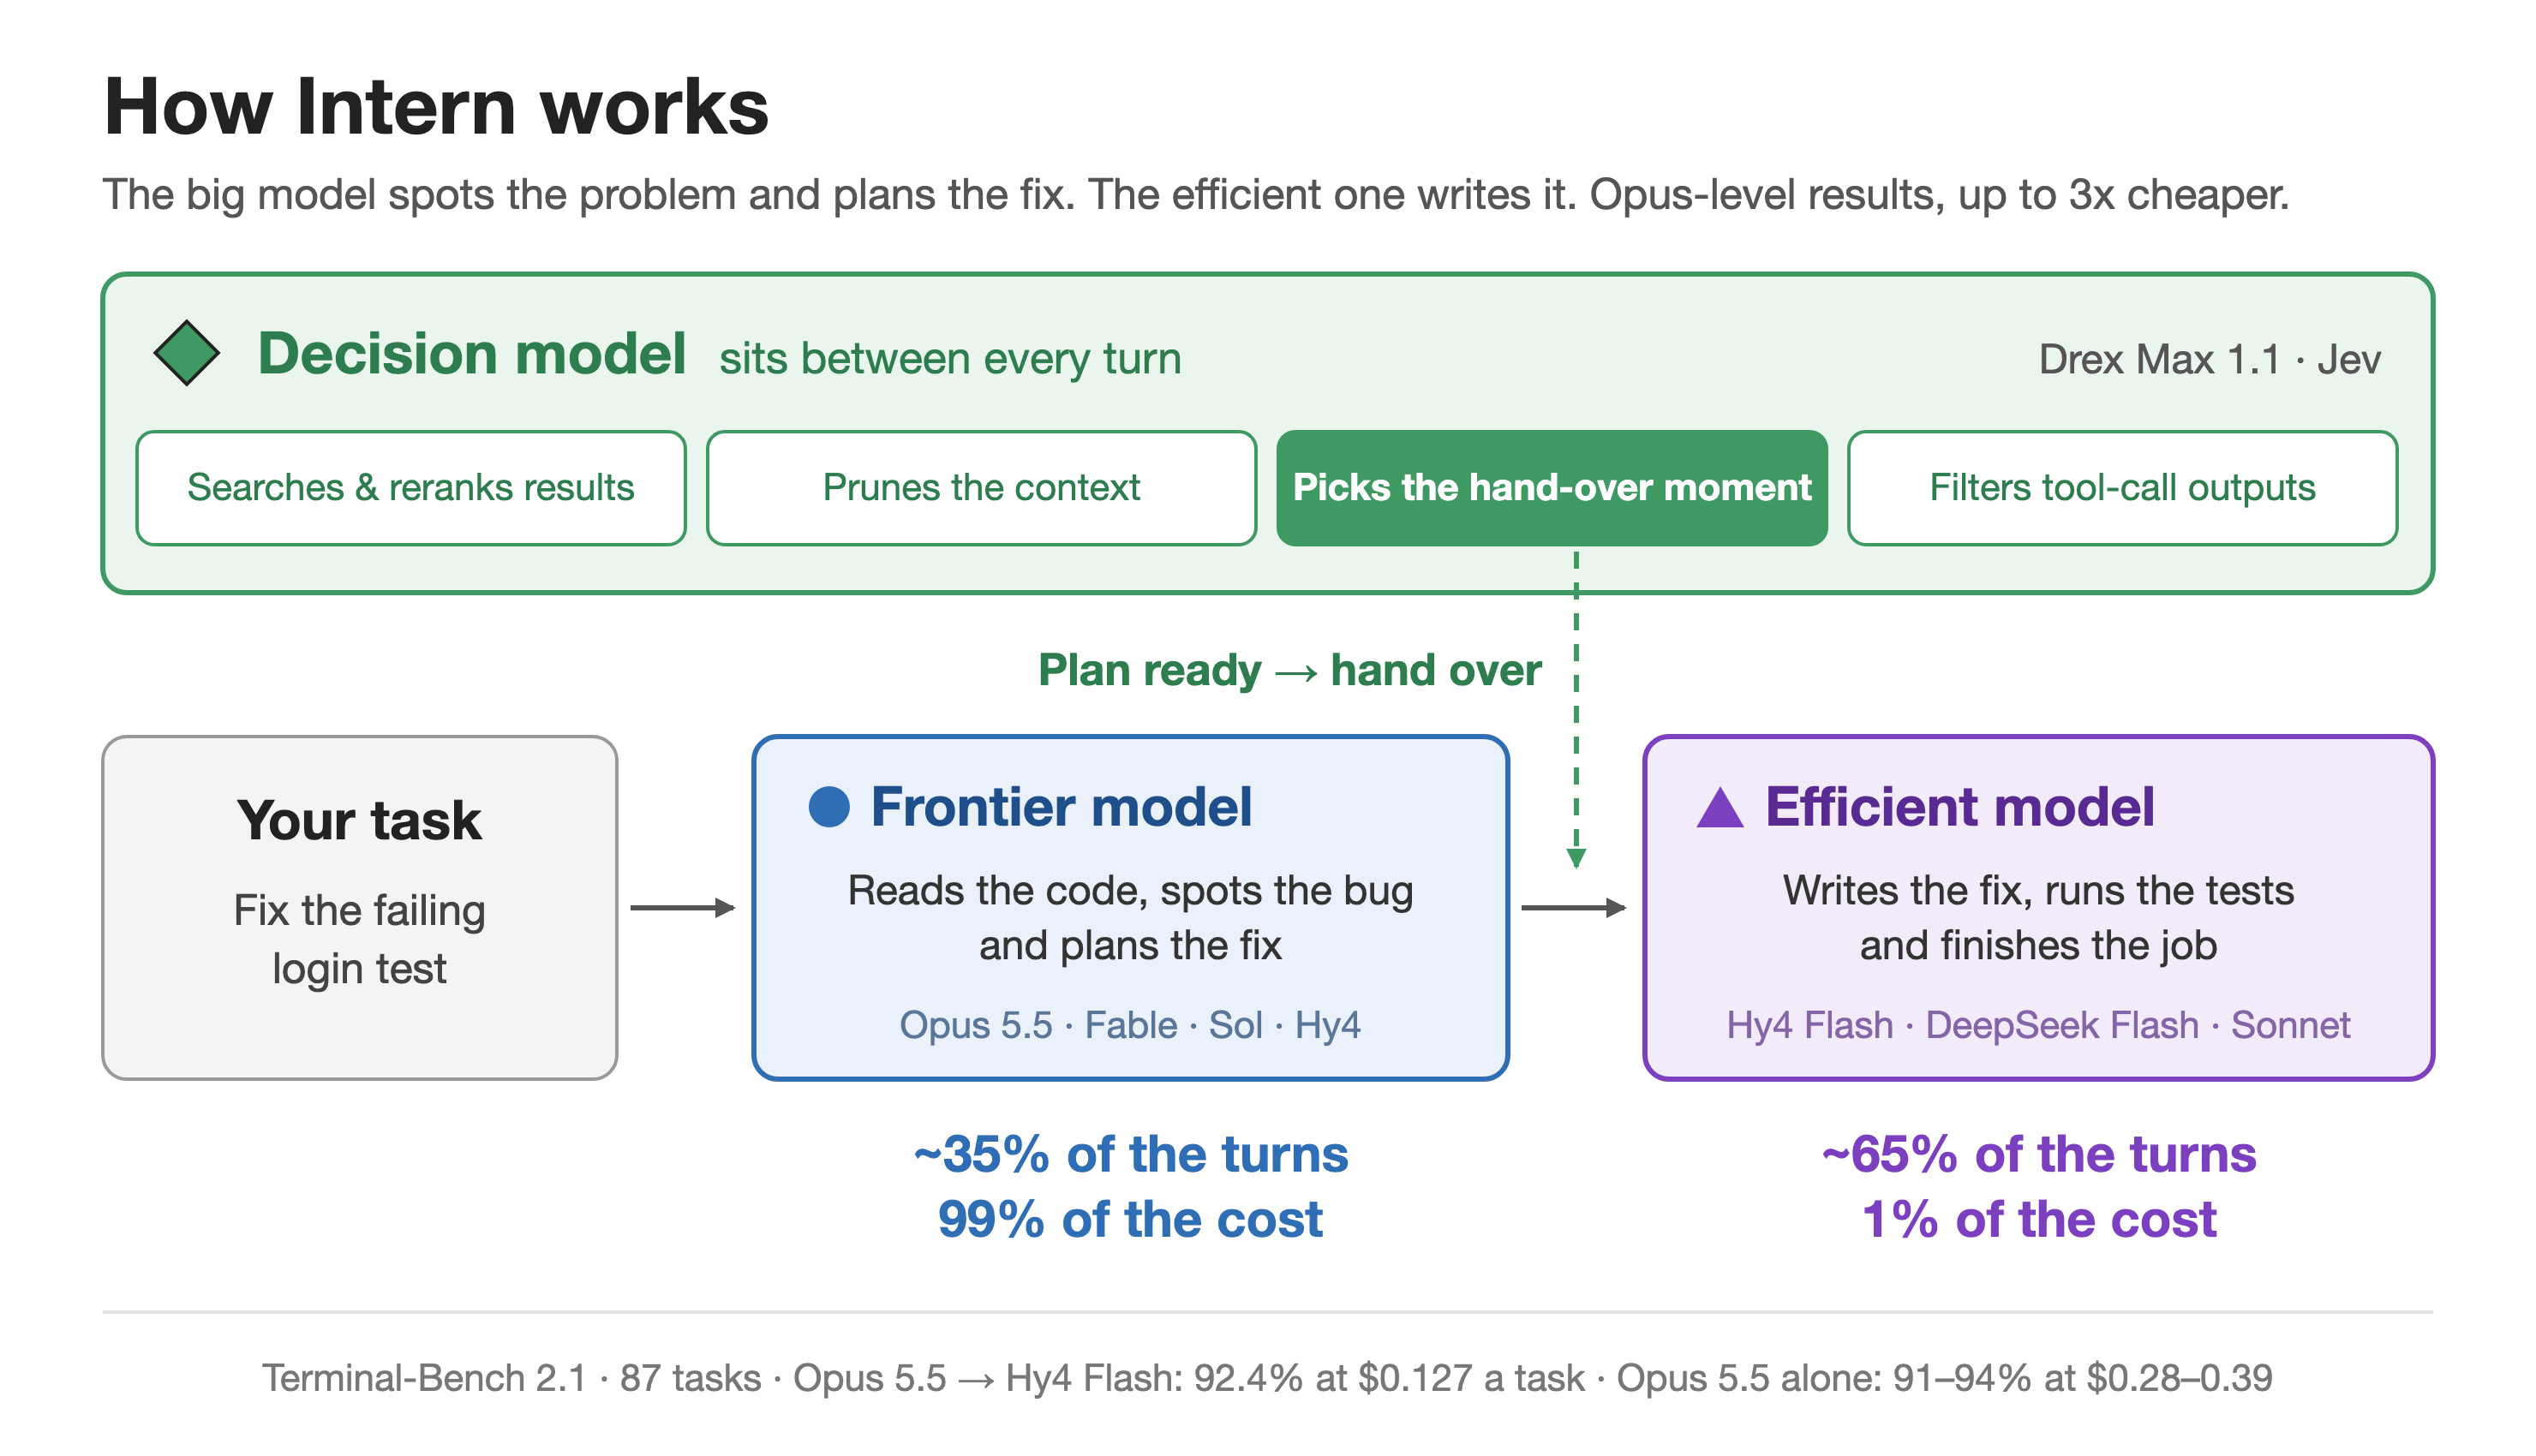 How Intern works
The big model spots the problem and plans the fix. The efficient one writes it. Opus-level results, up to 3x cheaper.
Decision model sits between every turn
Drex Max 1.1 · Jev
Searches & reranks results
Prunes the context
Picks the hand-over moment
Filters tool-call outputs
Plan ready → hand over
Your task
Fix the failing
login test
Frontier model
Reads the code, spots the bug
and plans the fix
Opus 5.5 · Fable · Sol · Hy4
Efficient model
Writes the fix, runs the tests
and finishes the job
Hy4 Flash · DeepSeek Flash · Sonnet
~35% of the turns
99% of the cost
~65% of the turns
1% of the cost
Terminal-Bench 2.1 · 87 tasks · Opus 5.5 → Hy4 Flash: 92.4% at $0.127 a task · Opus 5.5 alone: 91–94% at $0.28–0.39